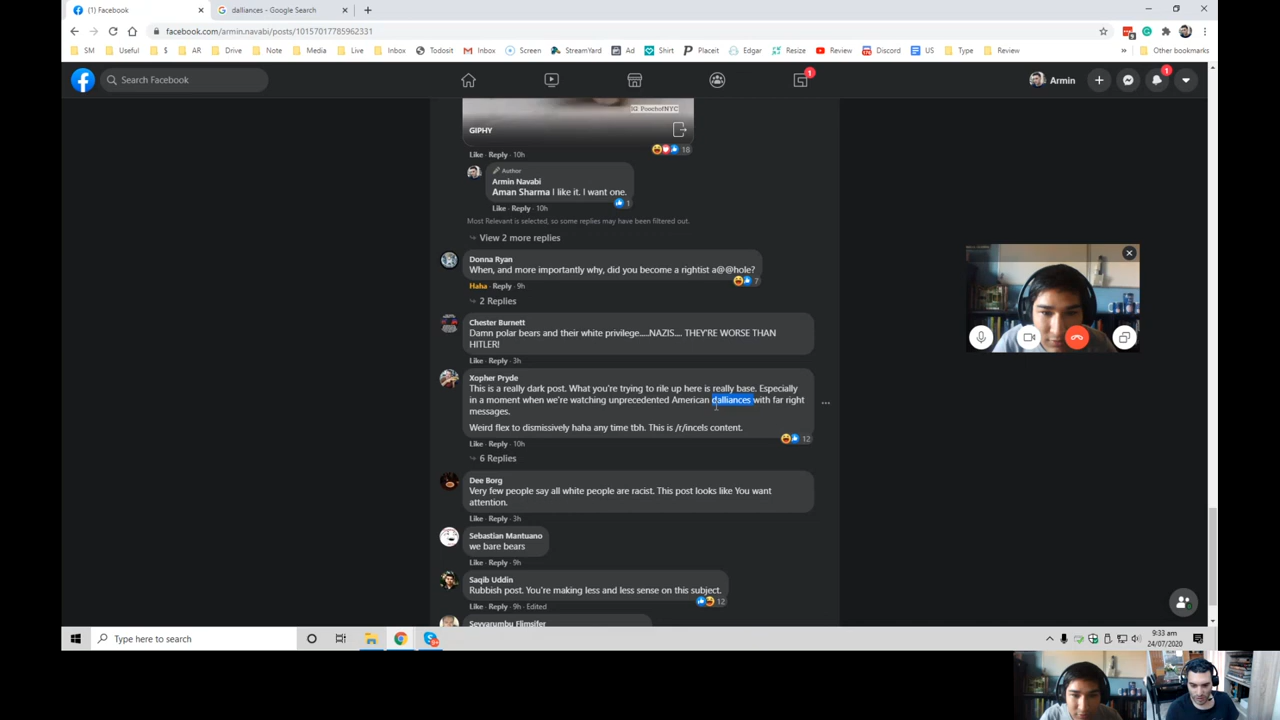 (1) Facebook
dalliances - Google Search
facebook.com/armin.navabi/posts/10157017785962331
SM
Useful
$
AR
Drive
Note
Media
Live
Inbox
Todosit
Inbox
Screen
StreamYard
Ad
Shirt
Placeit
Edgar
Resize
Review
Discord
US
Type
Review
»
Other bookmarks
Search Facebook
1
Armin
1
IG PoochofNYC
GIPHY
18
Like · Reply · 10h
Author
Armin Navabi
Aman Sharma I like it. I want one.
1
Like · Reply · 10h
Most Relevant is selected, so some replies may have been filtered out.
View 2 more replies
Donna Ryan
When, and more importantly why, did you become a rightist a@@hole?
7
Haha · Reply · 9h
2 Replies
Chester Burnett
Damn polar bears and their white privilege.....NAZIS.... THEY'RE WORSE THAN
HITLER!
Like · Reply · 3h
Xopher Pryde
This is a really dark post. What you're trying to rile up here is really base. Especially
in a moment when we're watching unprecedented American dalliances with far right
messages.
Weird flex to dismissively haha any time tbh. This is /r/incels content.
12
Like · Reply · 10h
6 Replies
Dee Borg
Very few people say all white people are racist. This post looks like You want
attention.
Like · Reply · 3h
Sebastian Mantuano
we bare bears
Like · Reply · 9h
Saqib Uddin
Rubbish post. You're making less and less sense on this subject.
12
Like · Reply · 9h · Edited
Sevvarumbu Flimsifer
Type here to search
9:33 am
24/07/2020